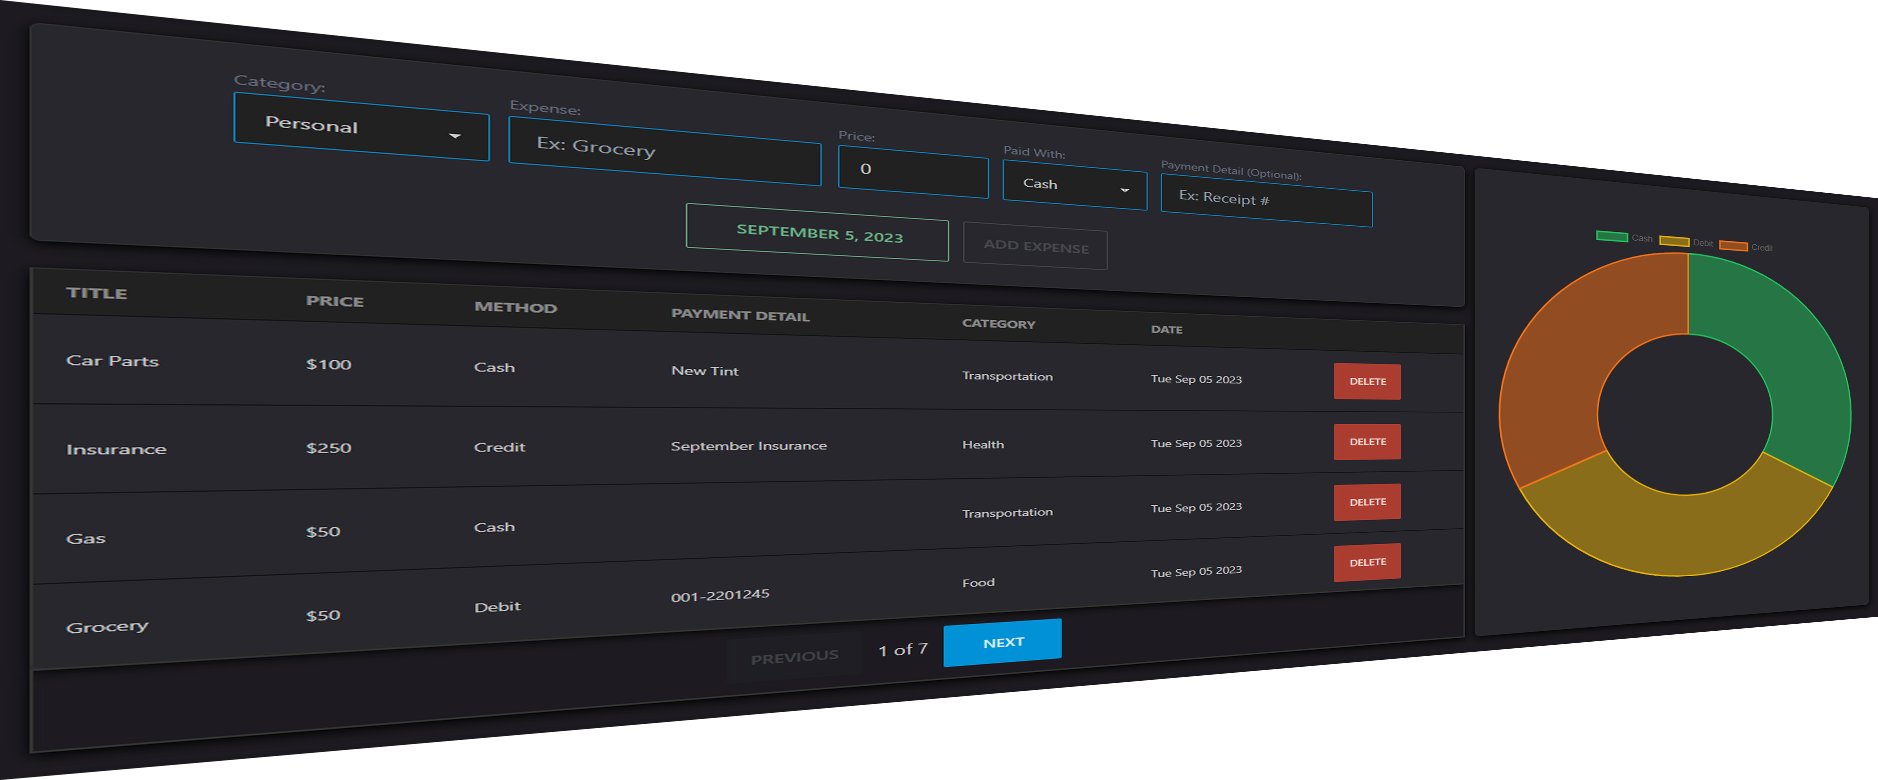 Category:
Personal
Expense:
Ex: Grocery
Price:
0
Paid With:
Cash
Payment Detail (Optional):
Ex: Receipt #
SEPTEMBER 5, 2023
ADD EXPENSE
TITLE PRICE METHOD PAYMENT DETAIL CATEGORY DATE
Car Parts $100 Cash New Tint Transportation Tue Sep 05 2023 DELETE
Insurance $250 Credit September Insurance Health Tue Sep 05 2023 DELETE
Gas $50 Cash Transportation Tue Sep 05 2023 DELETE
Grocery $50 Debit 001-2201245 Food Tue Sep 05 2023 DELETE
PREVIOUS 1 of 7 NEXT
Cash Debit Credit